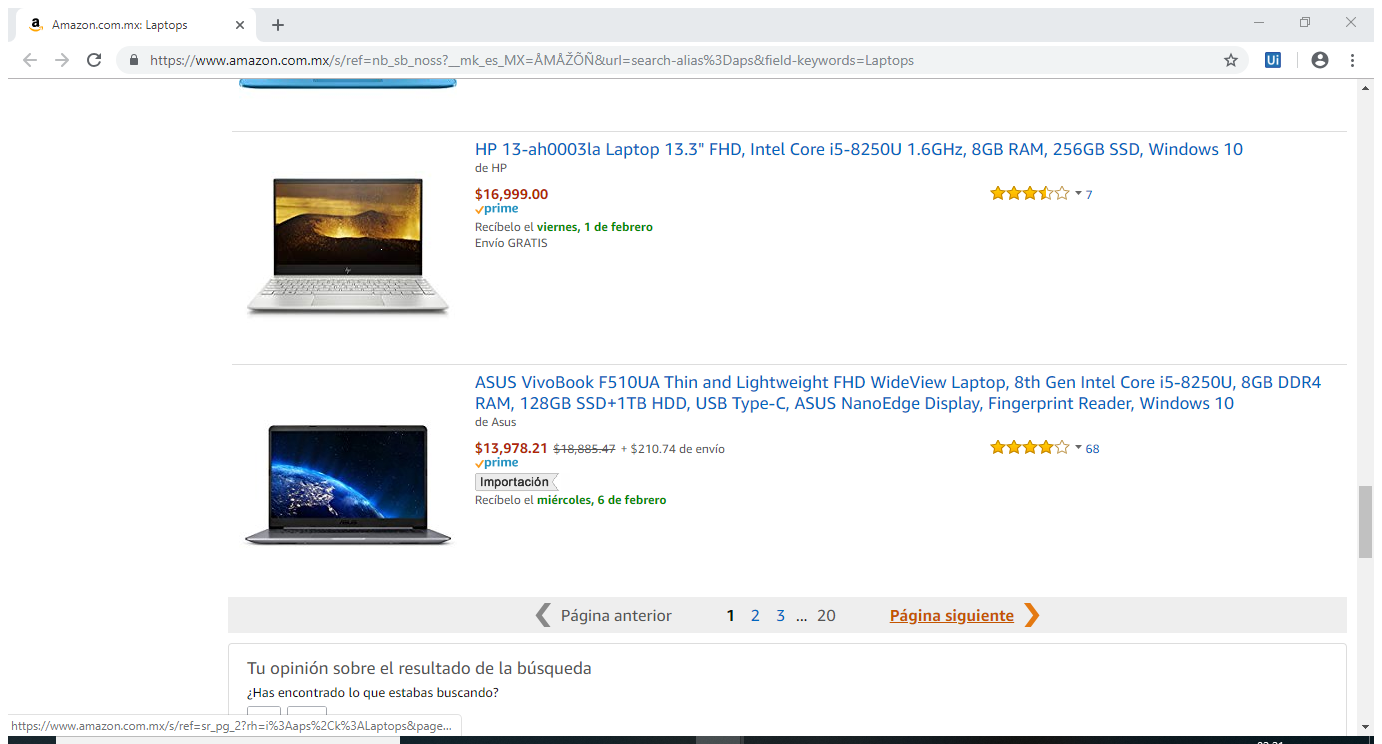 Amazon.com.mx: Laptops
https://www.amazon.com.mx/s/ref=nb_sb_noss?__mk_es_MX=ÅMÅŽÕÑ&url=search-alias%3Daps&field-keywords=Laptops
Ui
HP 13-ah0003la Laptop 13.3" FHD, Intel Core i5-8250U 1.6GHz, 8GB RAM, 256GB SSD, Windows 10
de HP
$16,999.00
7
prime
Recíbelo el viernes, 1 de febrero
Envío GRATIS
ASUS VivoBook F510UA Thin and Lightweight FHD WideView Laptop, 8th Gen Intel Core i5-8250U, 8GB DDR4
RAM, 128GB SSD+1TB HDD, USB Type-C, ASUS NanoEdge Display, Fingerprint Reader, Windows 10
de Asus
$13,978.21 $18,885.47 + $210.74 de envío
68
prime
Importación
Recíbelo el miércoles, 6 de febrero
Página anterior 1 2 3 ... 20 Página siguiente
Tu opinión sobre el resultado de la búsqueda
¿Has encontrado lo que estabas buscando?
https://www.amazon.com.mx/s/ref=sr_pg_2?rh=i%3Aaps%2Ck%3ALaptops&page...